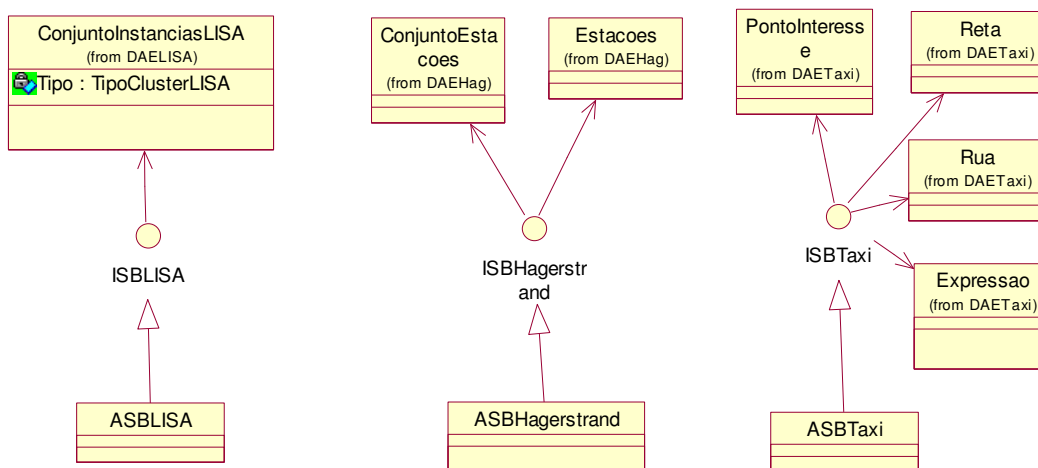 ConjuntoInstanciasLISA
(from DAELISA)
Tipo : TipoClusterLISA
ISBLISA
ASBLISA
ConjuntoEsta
coes
(from DAEHag)
Estacoes
(from DAEHag)
ISBHagerstr
and
ASBHagerstrand
PontoInteress
e
(from DAETaxi)
Reta
(from DAETaxi)
Rua
(from DAETaxi)
ISBTaxi
Expressao
(from DAETaxi)
ASBTaxi